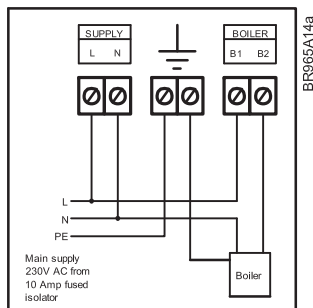 SUPPLY
L N
BOILER
B1 B2
BR965A14a
L
N
PE
Main supply
230V AC from
10 Amp fused
isolator
Boiler